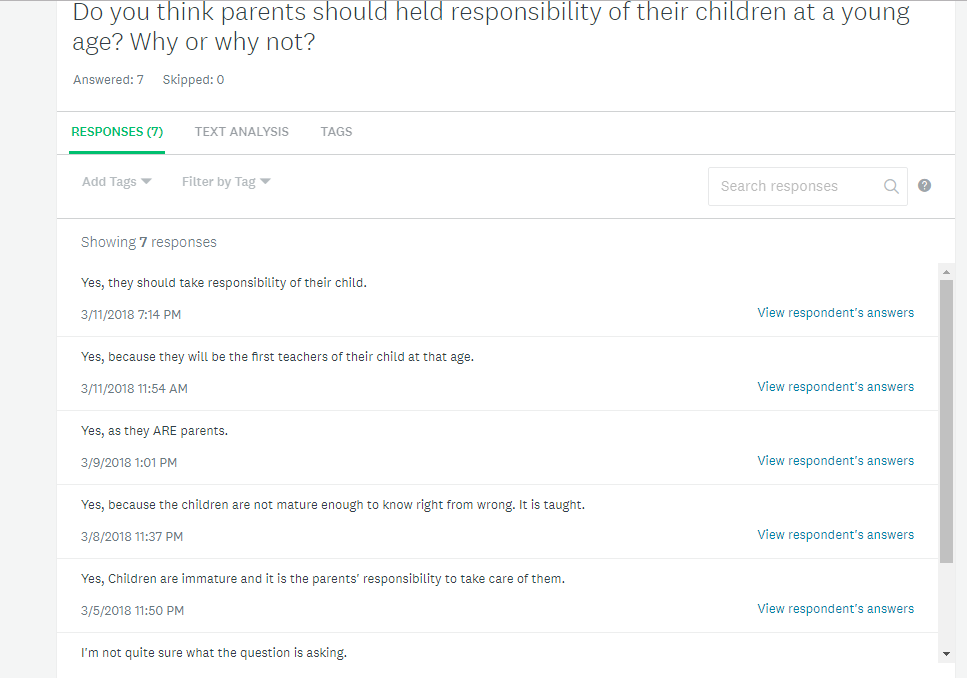 Do you think parents should held responsibility of their children at a young
age? Why or why not?
Answered: 7 Skipped: 0
RESPONSES (7) TEXT ANALYSIS TAGS
Add Tags Filter by Tag Search responses ?
Showing 7 responses
Yes, they should take responsibility of their child.
3/11/2018 7:14 PM View respondent's answers
Yes, because they will be the first teachers of their child at that age.
3/11/2018 11:54 AM View respondent's answers
Yes, as they ARE parents.
3/9/2018 1:01 PM View respondent's answers
Yes, because the children are not mature enough to know right from wrong. It is taught.
3/8/2018 11:37 PM View respondent's answers
Yes, Children are immature and it is the parents' responsibility to take care of them.
3/5/2018 11:50 PM View respondent's answers
I'm not quite sure what the question is asking.